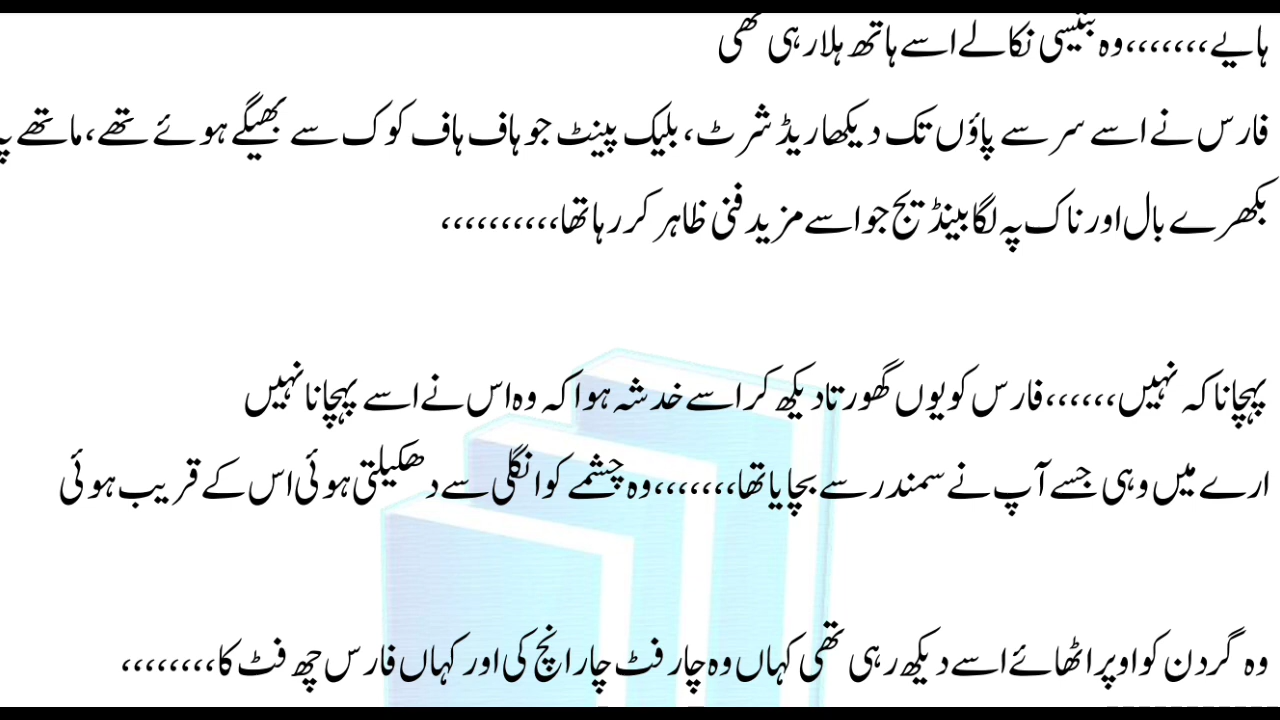 ہایے،،،،،،،وہ بتیسی نکالے اسے ہاتھ ہلا رہی تھی
فارس نے اسے سر سے پاؤں تک دیکھا ریڈ شرٹ، بلیک پینٹ جو ہاف ہاف کوک سے بھیگے ہوئے تھے،ماتھے پہ
بکھرے بال اور ناک پہ لگا بینڈیج جو اسے مزید فنی ظاہر کر رہا تھا،،،،،،،،،،
پہچانا کہ نہیں،،،،،،فارس کو یوں گھورتا دیکھ کر اسے خدشہ ہوا کہ وہ اس نے اسے پہچانا نہیں
ارے میں وہی جسے آپ نے سمندر سے بچایا تھا،،،،،،،وہ چشمے کو انگلی سے دھکیلتی ہوئی اس کے قریب ہوئی
وہ گردن کو اوپر اٹھائے اسے دیکھ رہی تھی کہاں وہ چار فٹ چار انچ کی اور کہاں فارس چھ فٹ کا،،،،،،،،